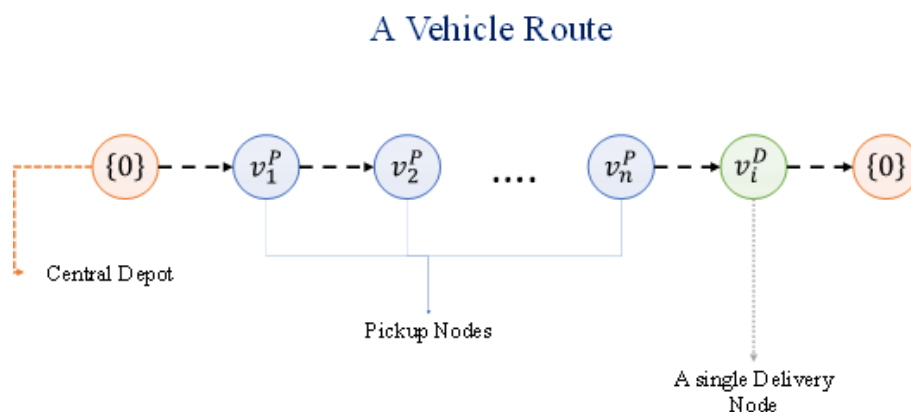 A Vehicle Route
{0} v_1^P v_2^P .... v_n^P v_i^D {0}
Central Depot
Pickup Nodes
A single Delivery
Node